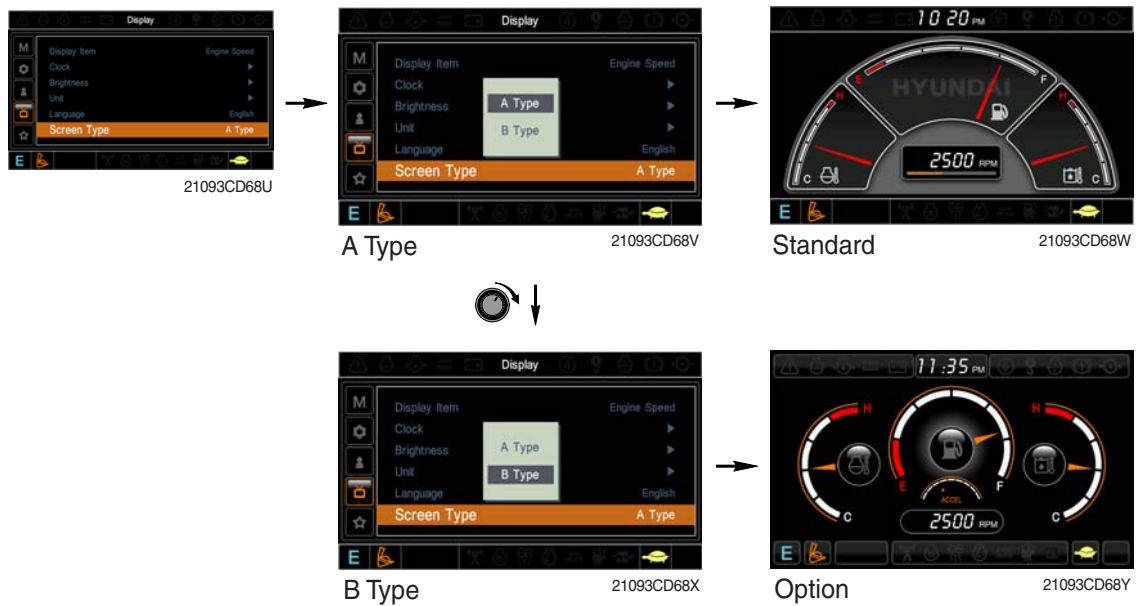 Display
M
Display Item Engine Speed
Clock
Brightness
Unit
Language English
Screen Type A Type
E
21093CD68U
Display
M
Display Item Engine Speed
Clock
Brightness
Unit
Language English
Screen Type A Type
A Type
B Type
E
A Type 21093CD68V
10 20 PM
E F
HYUNDAI
H H
C C
2500 RPM
E
Standard 21093CD68W
Display
M
Display Item Engine Speed
Clock
Brightness
Unit
Language English
Screen Type A Type
A Type
B Type
E
B Type 21093CD68X
11:35 PM
H H
E F
ACCEL
C C
2500 RPM
E
Option 21093CD68Y